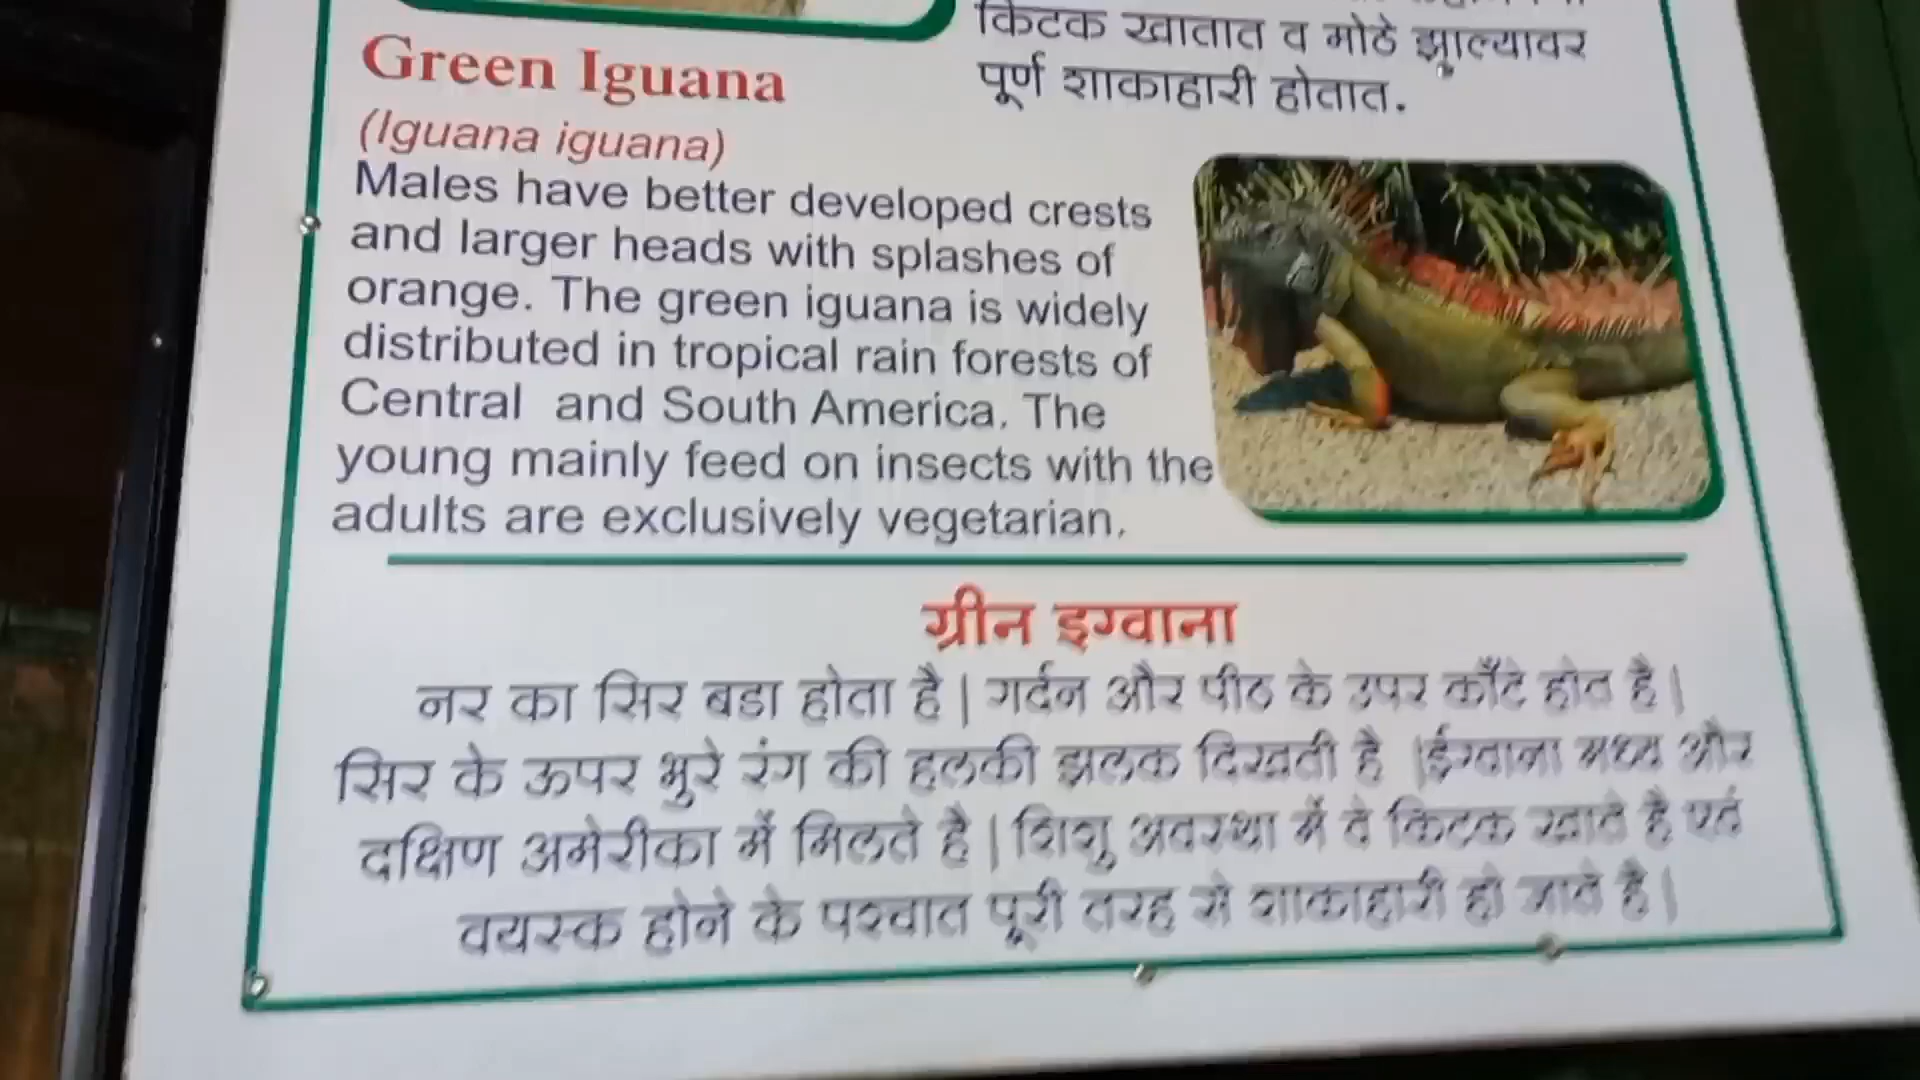 किटक खातात व मोठे झाल्यावर
पूर्ण शाकाहारी होतात.
Green Iguana
(Iguana iguana)
Males have better developed crests
and larger heads with splashes of
orange. The green iguana is widely
distributed in tropical rain forests of
Central and South America. The
young mainly feed on insects with the
adults are exclusively vegetarian.
ग्रीन इग्वाना
नर का सिर बडा होता है | गर्दन और पीठ के उपर काँटे होत है |
सिर के ऊपर भुरे रंग की हलकी झलक दिखती है |ईग्वाना मध्य और
दक्षिण अमेरीका में मिलते है | शिशु अवस्था में वे किटक खाते है एवं
वयस्क होने के पश्चात पूरी तरह से शाकाहारी हो जाते है |